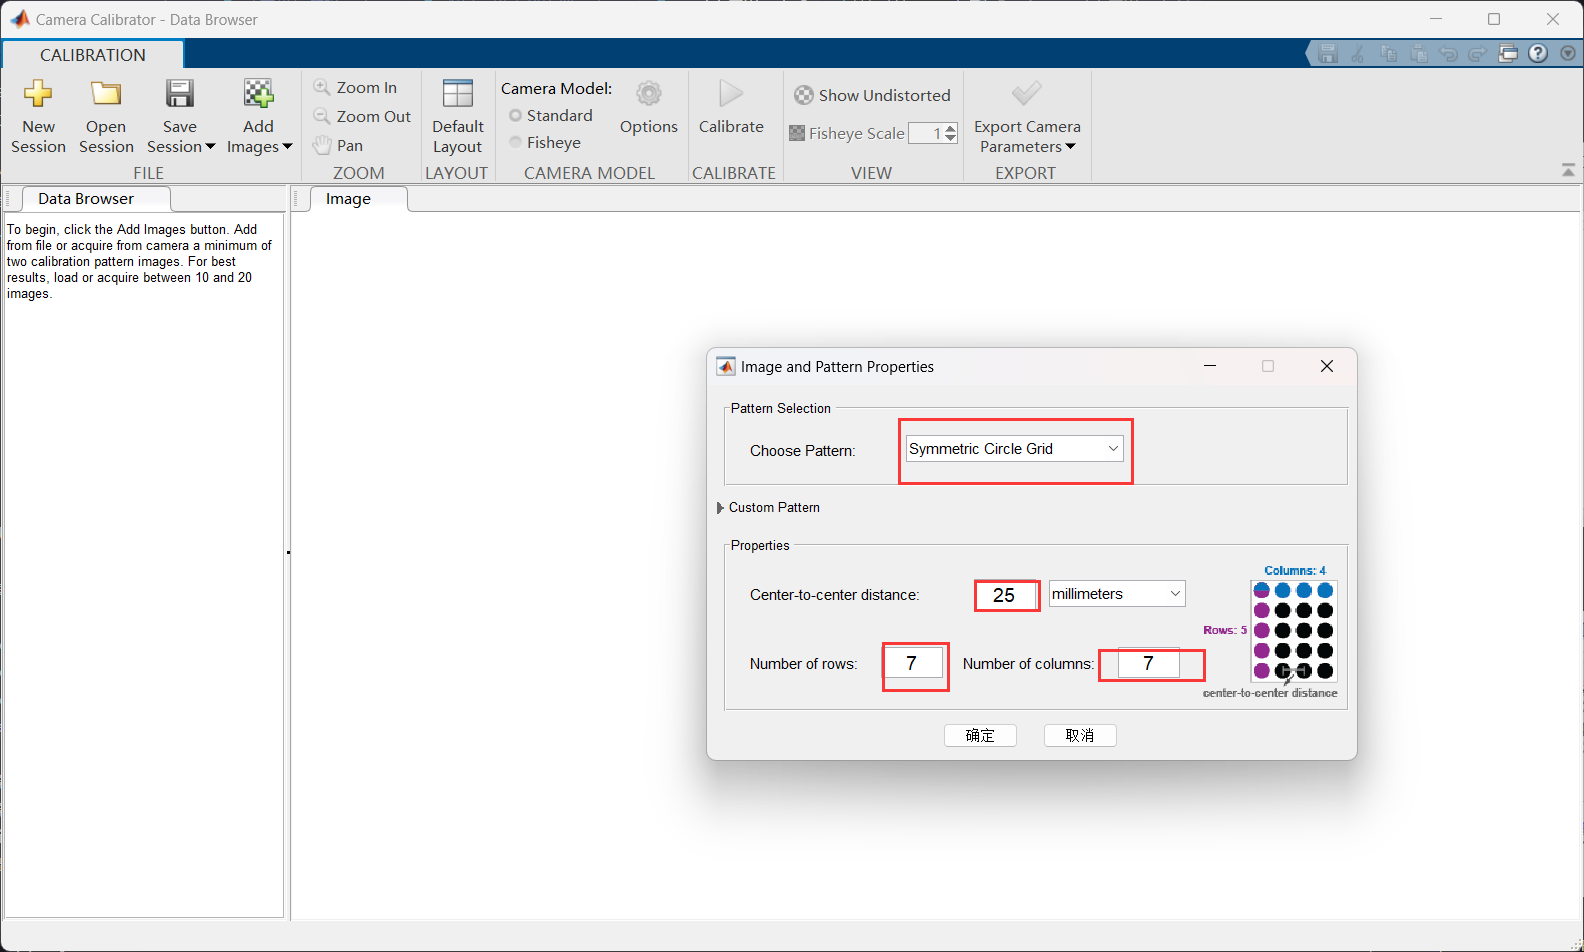 Camera Calibrator - Data Browser
CALIBRATION
New Session
Open Session
Save Session
Add Images
FILE
Zoom In
Zoom Out
Pan
ZOOM
Default Layout
LAYOUT
Camera Model:
Standard
Fisheye
Options
CAMERA MODEL
Calibrate
CALIBRATE
Show Undistorted
Fisheye Scale 1
VIEW
Export Camera Parameters
EXPORT
Data Browser
Image
To begin, click the Add Images button. Add
from file or acquire from camera a minimum of
two calibration pattern images. For best
results, load or acquire between 10 and 20
images.
Image and Pattern Properties
Pattern Selection
Choose Pattern: Symmetric Circle Grid
Custom Pattern
Properties
Center-to-center distance: 25 millimeters
Number of rows: 7 Number of columns: 7
Columns: 4
Rows: 5
center-to-center distance
确定 取消